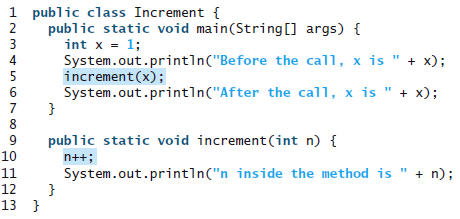 1 public class Increment {
2   public static void main(String[] args) {
3     int x = 1;
4     System.out.println("Before the call, x is " + x);
5     increment(x);
6     System.out.println("After the call, x is " + x);
7   }
8
9   public static void increment(int n) {
10     n++;
11     System.out.println("n inside the method is " + n);
12   }
13 }